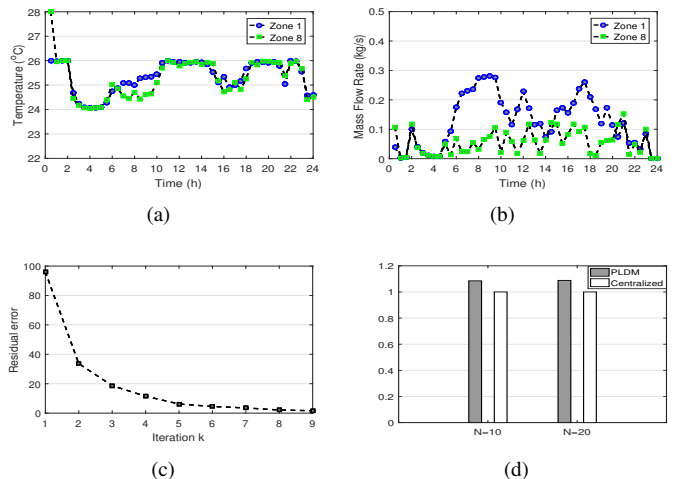 28
27
26
25
24
23
22
0 2 4 6 8 10 12 14 16 18 20 22 24
Temperature (°C)
Time (h)
Zone 1
Zone 8
(a)
0.5
0.4
0.3
0.2
0.1
0
0 2 4 6 8 10 12 14 16 18 20 22 24
Mass Flow Rate (kg/s)
Time (h)
Zone 1
Zone 8
(b)
100
80
60
40
20
0
1 2 3 4 5 6 7 8 9
Residual error
Iteration k
(c)
1.2
1
0.8
0.6
0.4
0.2
0
N=10 N=20
PLDM
Centralized
(d)